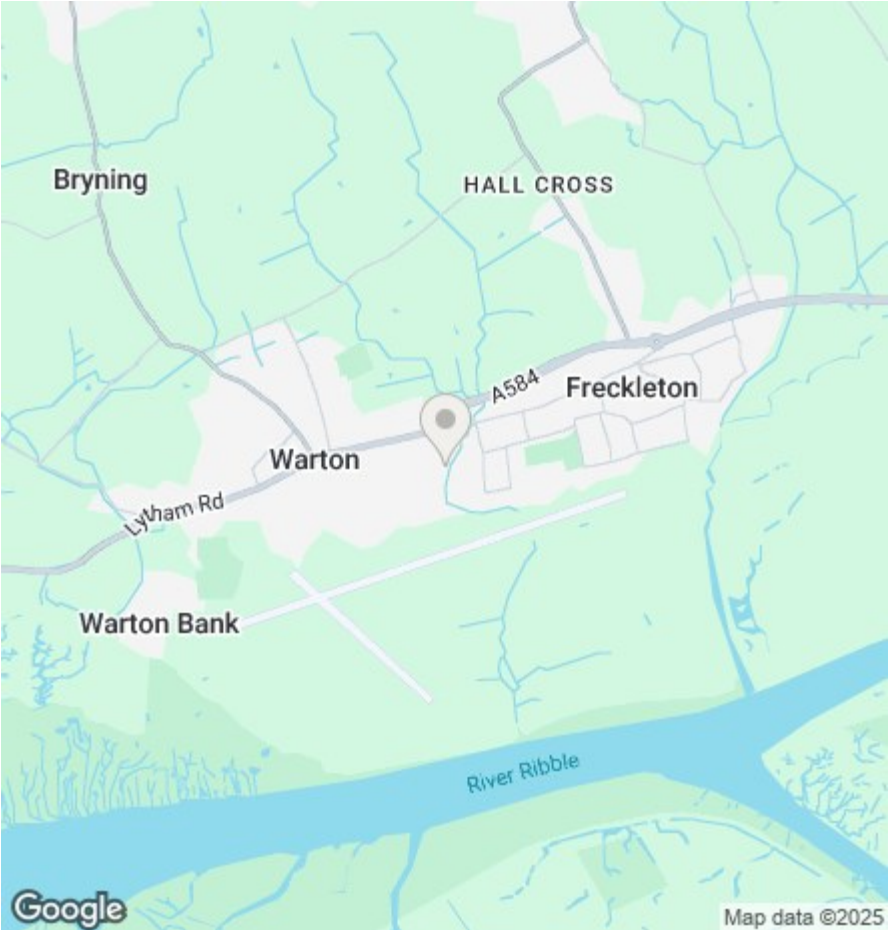 Bryning
HALL CROSS
A584
Freckleton
Warton
Lytham Rd
Warton Bank
River Ribble
Google
Map data ©2025